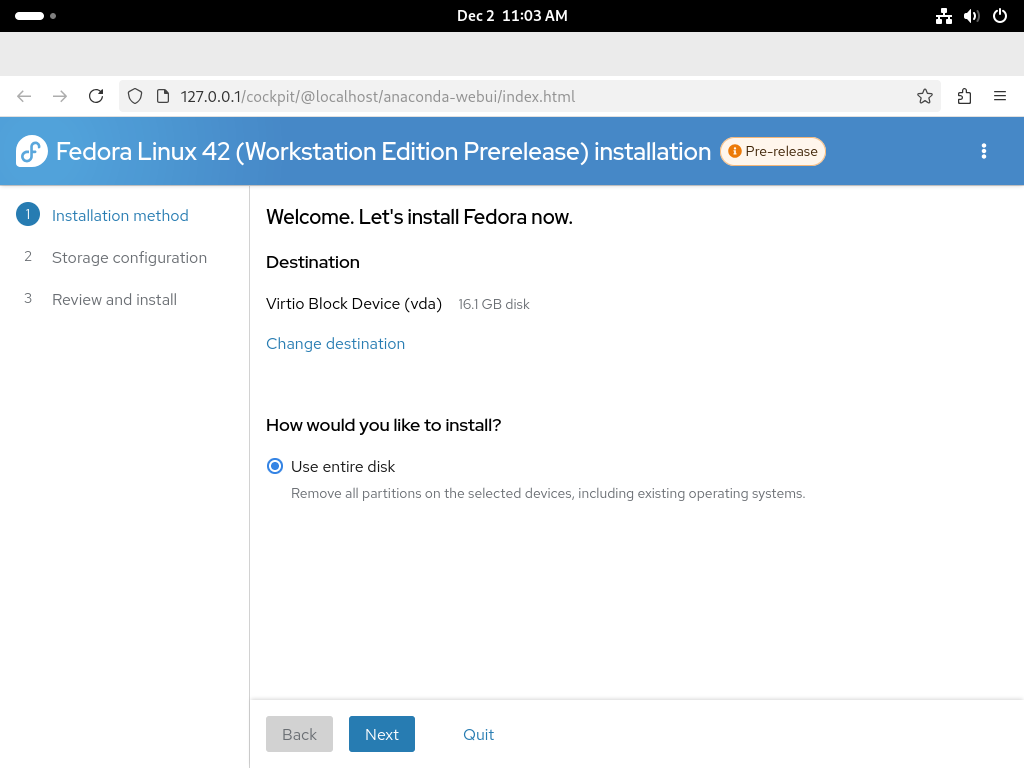 Dec 2 11:03 AM
127.0.0.1/cockpit/@localhost/anaconda-webui/index.html
Fedora Linux 42 (Workstation Edition Prerelease) installation
Pre-release
1 Installation method
2 Storage configuration
3 Review and install
Welcome. Let's install Fedora now.
Destination
Virtio Block Device (vda) 16.1 GB disk
Change destination
How would you like to install?
Use entire disk
Remove all partitions on the selected devices, including existing operating systems.
Back Next Quit